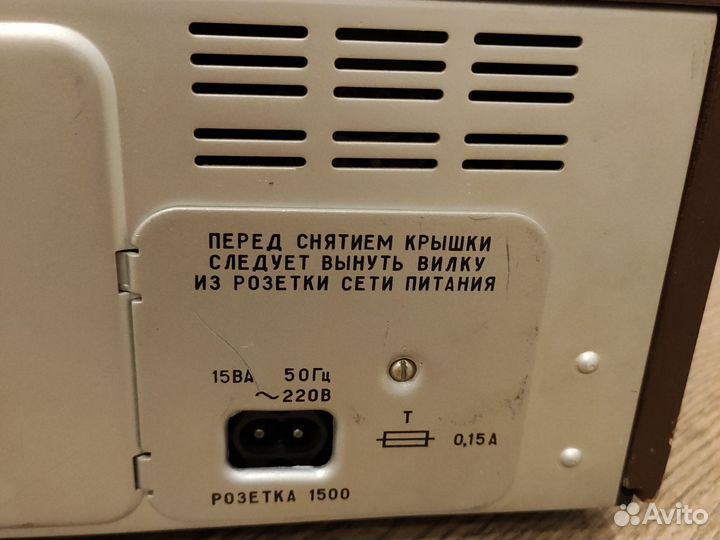 ПЕРЕД СНЯТИЕМ КРЫШКИ
СЛЕДУЕТ ВЫНУТЬ ВИЛКУ
ИЗ РОЗЕТКИ СЕТИ ПИТАНИЯ
15ВА 50Гц
~220В
Т
0,15А
РОЗЕТКА 1500
Avito